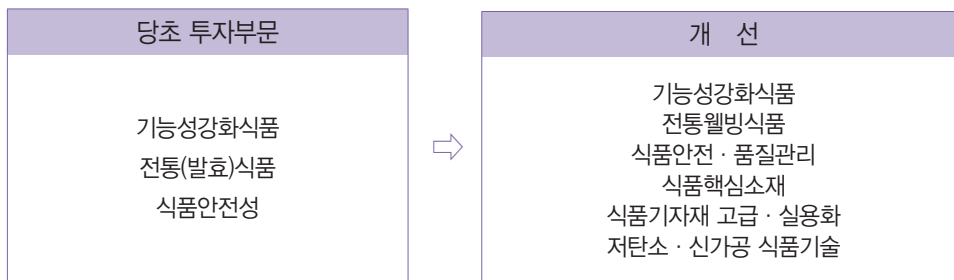 당초 투자부문
기능성강화식품
전통(발효)식품
식품안전성
⇨
개 선
기능성강화식품
전통웰빙식품
식품안전 · 품질관리
식품핵심소재
식품기자재 고급 · 실용화
저탄소 · 신가공 식품기술